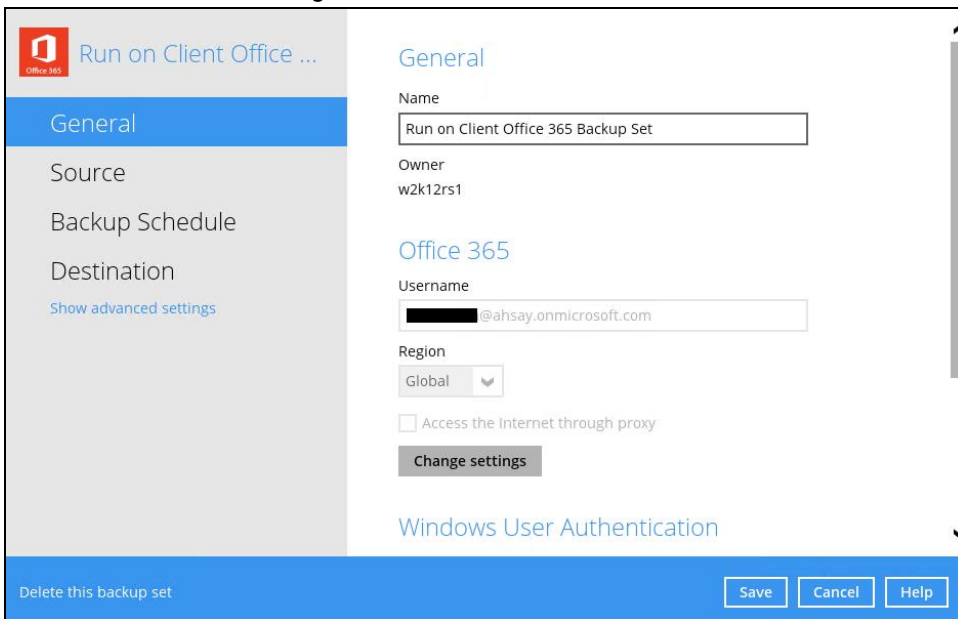 Office 365
Run on Client Office ...
General
Source
Backup Schedule
Destination
Show advanced settings
General
Name
Run on Client Office 365 Backup Set
Owner
w2k12rs1
Office 365
Username
@ahsay.onmicrosoft.com
Region
Global
Access the Internet through proxy
Change settings
Windows User Authentication
Delete this backup set
Save
Cancel
Help